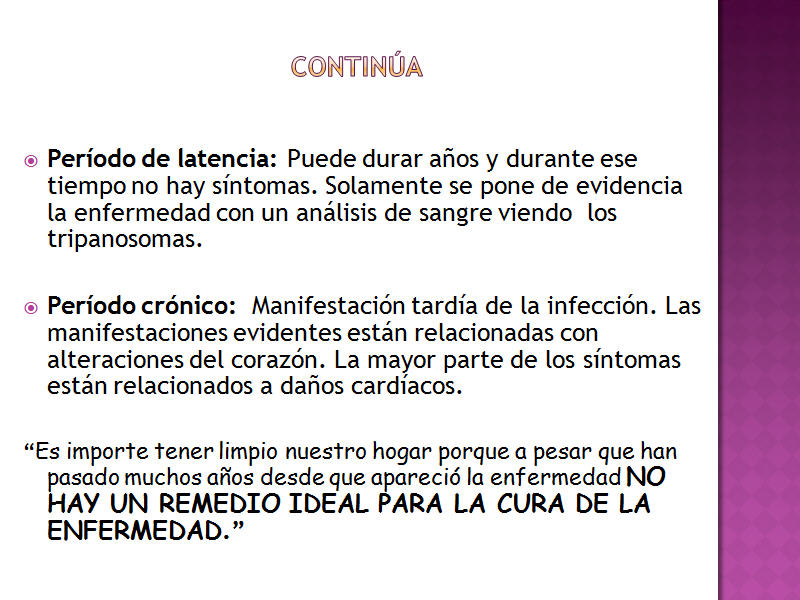 CONTINÚA
Período de latencia: Puede durar años y durante ese
tiempo no hay síntomas. Solamente se pone de evidencia
la enfermedad con un análisis de sangre viendo los
tripanosomas.
Período crónico: Manifestación tardía de la infección. Las
manifestaciones evidentes están relacionadas con
alteraciones del corazón. La mayor parte de los síntomas
están relacionados a daños cardíacos.
“Es importe tener limpio nuestro hogar porque a pesar que han
pasado muchos años desde que apareció la enfermedad NO
HAY UN REMEDIO IDEAL PARA LA CURA DE LA
ENFERMEDAD.”